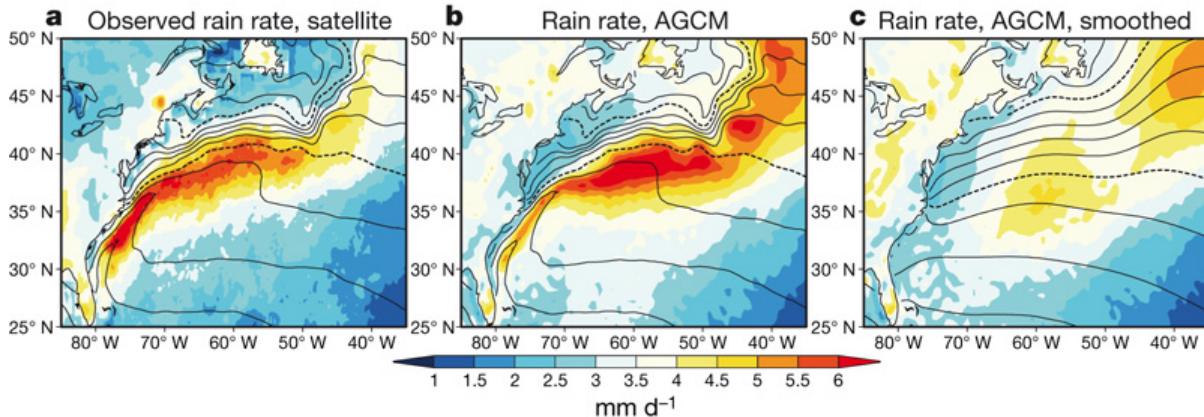 a Observed rain rate, satellite
b Rain rate, AGCM
c Rain rate, AGCM, smoothed
50° N
45° N
40° N
35° N
30° N
25° N
80° W 70° W 60° W 50° W 40° W
50° N
45° N
40° N
35° N
30° N
25° N
80° W 70° W 60° W 50° W 40° W
50° N
45° N
40° N
35° N
30° N
25° N
80° W 70° W 60° W 50° W 40° W
1 1.5 2 2.5 3 3.5 4 4.5 5 5.5 6
mm d⁻¹